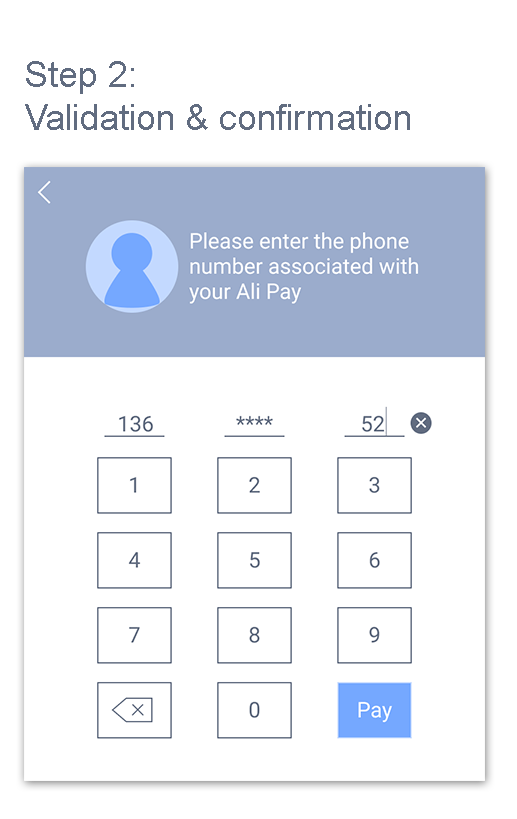 Step 2:
Validation & confirmation
Please enter the phone
number associated with
your Ali Pay
136 **** 52
1 2 3
4 5 6
7 8 9
0 Pay